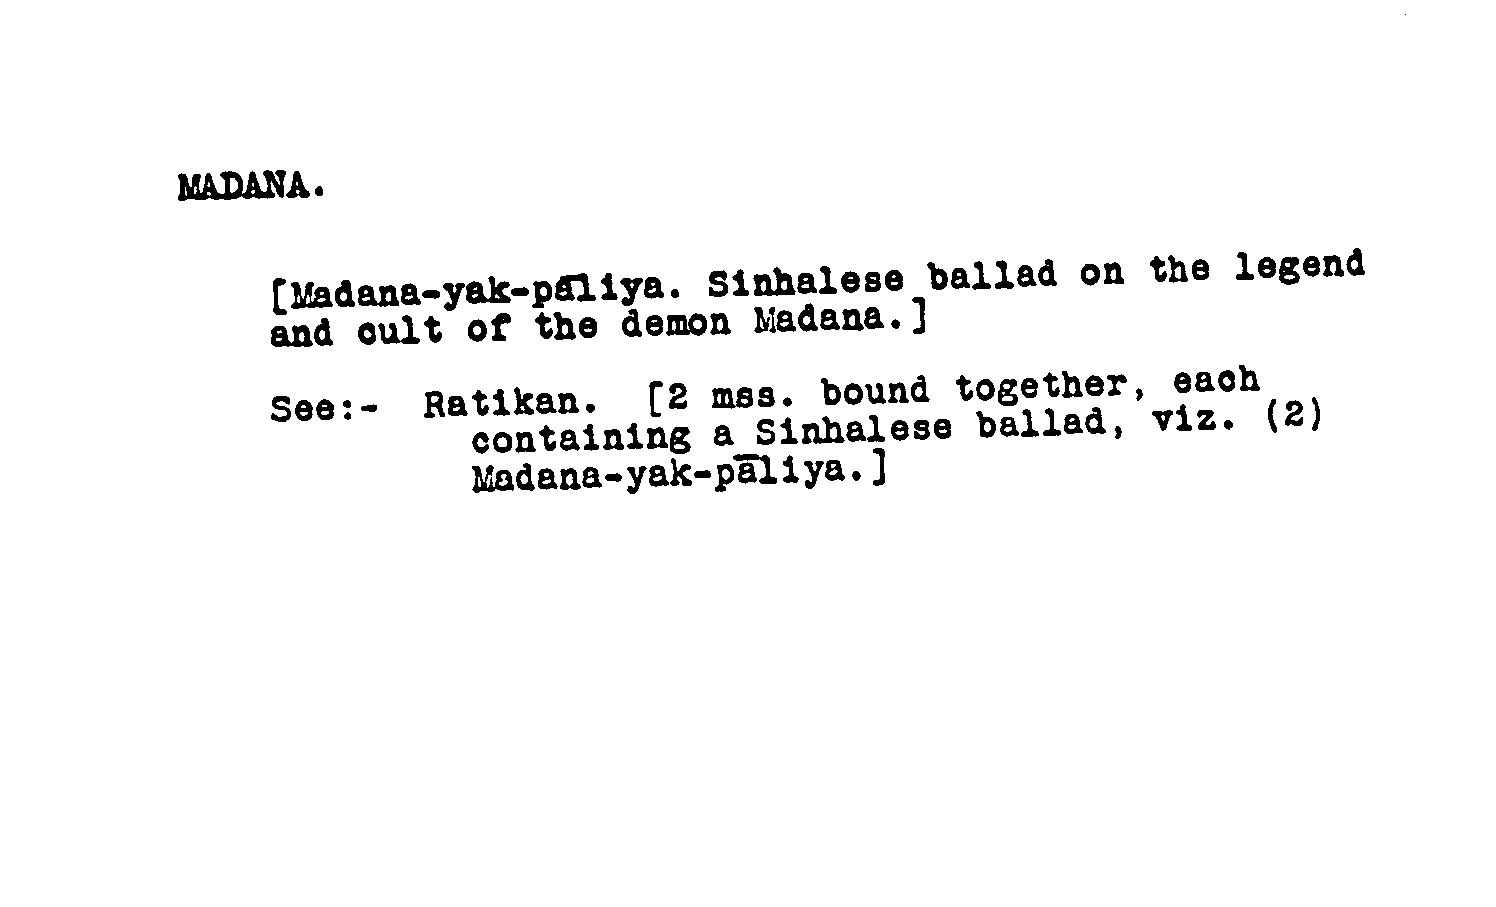 MADANA.
[Madana-yak-pāliya. Sinhalese ballad on the legend
and cult of the demon Madana.]
See:- Ratikan. [2 mss. bound together, each
containing a Sinhalese ballad, viz. (2)
Madana-yak-pāliya.]